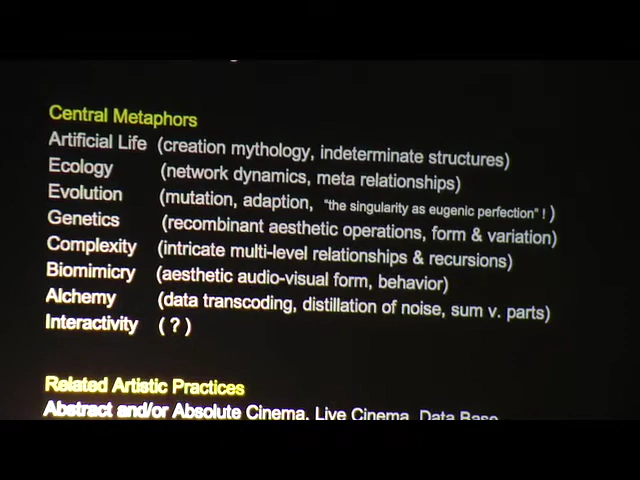 Central Metaphors
Artificial Life (creation mythology, indeterminate structures)
Ecology (network dynamics, meta relationships)
Evolution (mutation, adaption, "the singularity as eugenic perfection" ! )
Genetics (recombinant aesthetic operations, form & variation)
Complexity (intricate multi-level relationships & recursions)
Biomimicry (aesthetic audio-visual form, behavior)
Alchemy (data transcoding, distillation of noise, sum v. parts)
Interactivity ( ? )
Related Artistic Practices
Abstract and/or Absolute Cinema, Live Cinema, Data Base